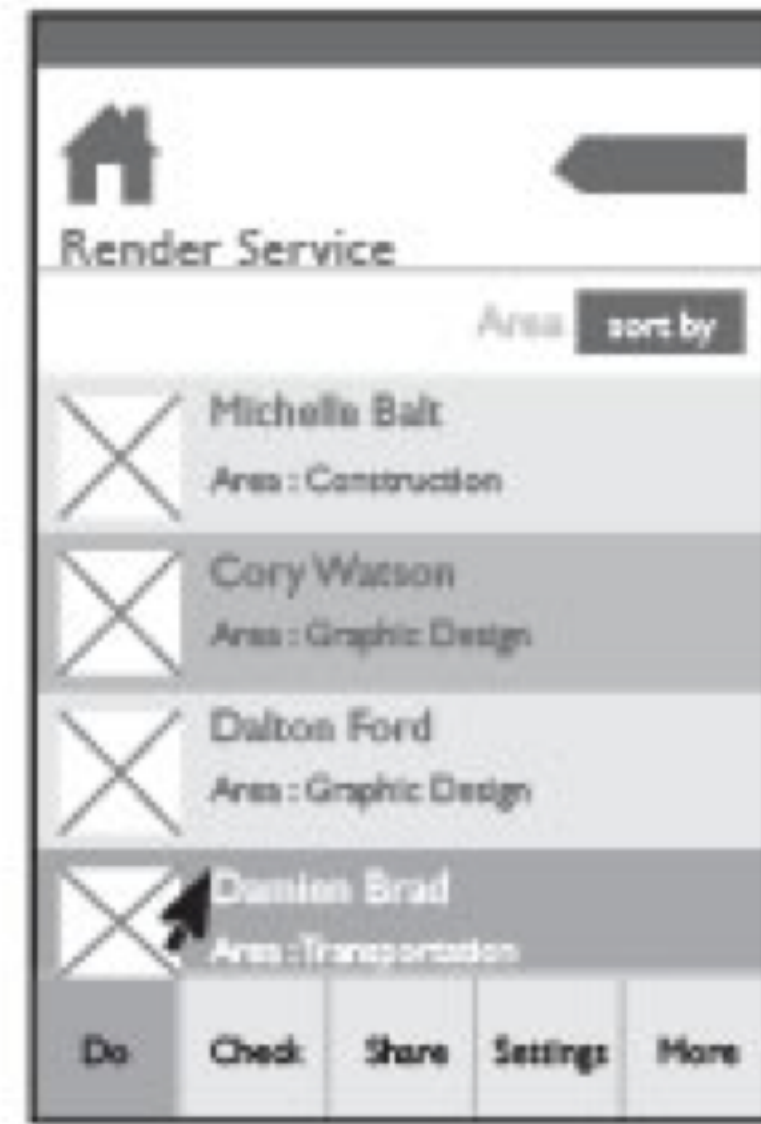 Render Service
Area sort by
Michelle Balt
Area : Construction
Cory Watson
Area : Graphic Design
Dalton Ford
Area : Graphic Design
Damien Brad
Area : Transportation
Do Check Share Settings More